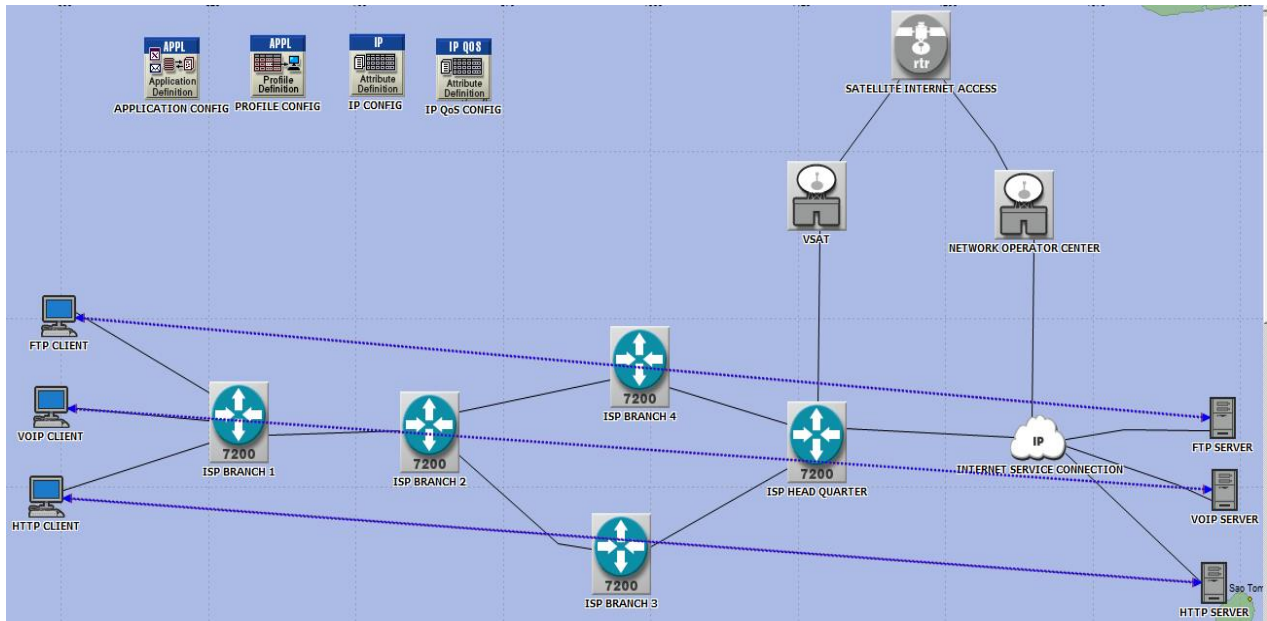 APPL
Application
Definition
APPLICATION CONFIG
APPL
Profile
Definition
PROFILE CONFIG
IP
Attribute
Definition
IP CONFIG
IP QOS
Attribute
Definition
IP QoS CONFIG
rtr
SATELLITE INTERNET ACCESS
VSAT
NETWORK OPERATOR CENTER
FTP CLIENT
VOIP CLIENT
HTTP CLIENT
7200
ISP BRANCH 1
7200
ISP BRANCH 2
7200
ISP BRANCH 4
7200
ISP BRANCH 3
7200
ISP HEAD QUARTER
IP
INTERNET SERVICE CONNECTION
FTP SERVER
VOIP SERVER
HTTP SERVER
Sao Tom